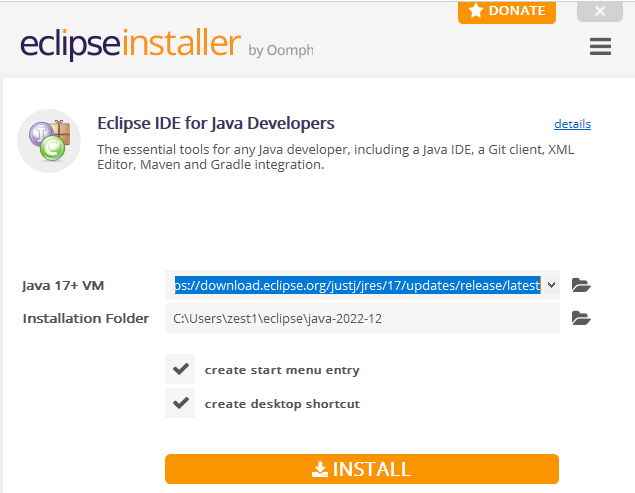 DONATE
eclipseinstaller by Oomph
Eclipse IDE for Java Developers
details
The essential tools for any Java developer, including a Java IDE, a Git client, XML
Editor, Maven and Gradle integration.
Java 17+ VM
ps://download.eclipse.org/justj/jres/17/updates/release/latest
Installation Folder
C:\Users\zest1\eclipse\java-2022-12
create start menu entry
create desktop shortcut
INSTALL